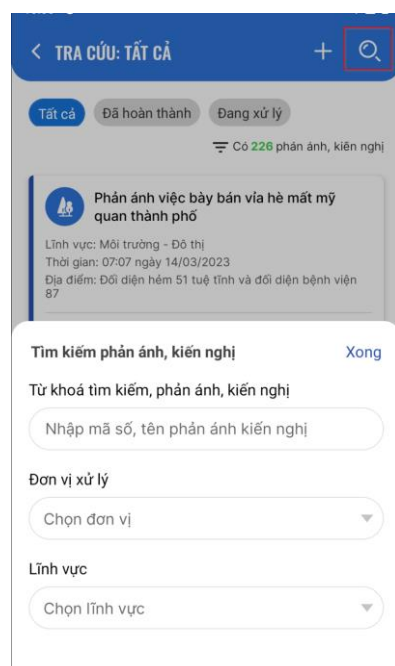 TRA CỨU: TẤT CẢ
Tất cả Đã hoàn thành Đang xử lý
Có 226 phản ánh, kiến nghị
Phản ánh việc bày bán vỉa hè mất mỹ
quan thành phố
Lĩnh vực: Môi trường - Đô thị
Thời gian: 07:07 ngày 14/03/2023
Địa điểm: Đối diện hẻm 51 tuệ tĩnh và đối diện bệnh viện
87
Tìm kiếm phản ánh, kiến nghị Xong
Từ khoá tìm kiếm, phản ánh, kiến nghị
Nhập mã số, tên phản ánh kiến nghị
Đơn vị xử lý
Chọn đơn vị
Lĩnh vực
Chọn lĩnh vực